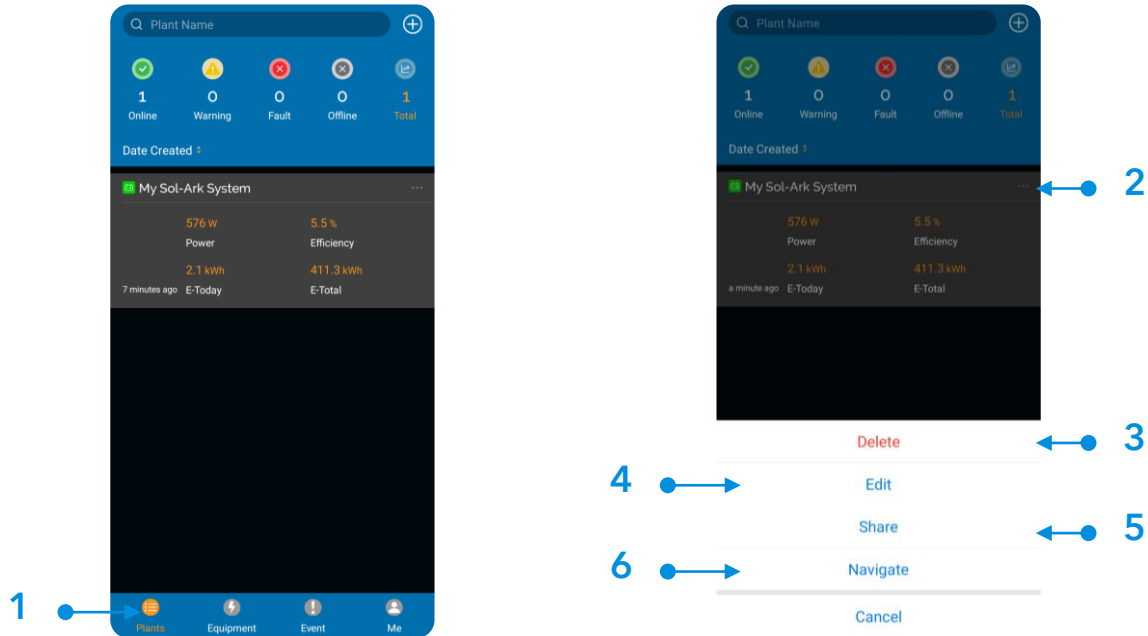 Plant Name
1 0 0 0 1
Online Warning Fault Offline Total
Date Created
My Sol-Ark System ...
576 W 5.5 %
Power Efficiency
2.1 kWh 411.3 kWh
7 minutes ago E-Today E-Total
1
Plants Equipment Event Me
Plant Name
1 0 0 0 1
Online Warning Fault Offline Total
Date Created
My Sol-Ark System ...
2
576 W 5.5 %
Power Efficiency
2.1 kWh 411.3 kWh
a minute ago E-Today E-Total
Delete
3
4
Edit
Share
5
6
Navigate
Cancel